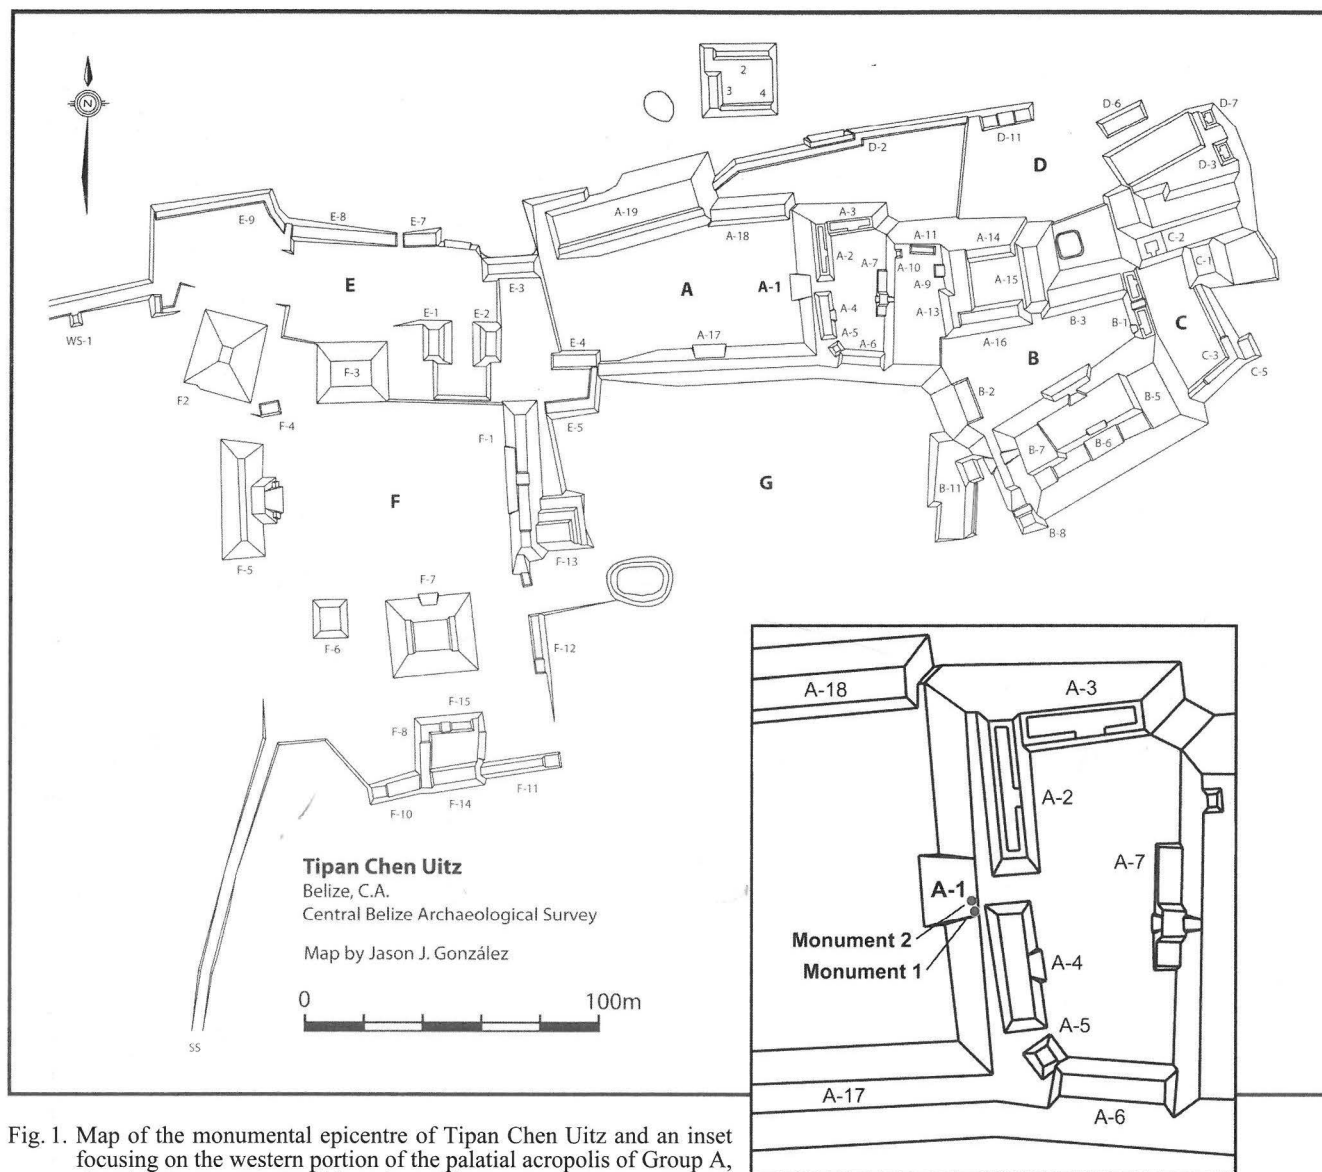 N
2
3 4
D-6
D-7
D-11
D-2
D-3
D
E-9
E-8
E-7
A-19
A-18
A-3
A-11
A-14
C-2
C-1
E
E-3
A
A-1
A-2
A-7
A-10
A-9
A-15
WS-1
E-1
E-2
A-4
A-13
B-3
B-1
C
A-17
A-5
A-6
A-16
B
C-3
C-5
F-3
E-4
F2
F-4
F-1
E-5
B-2
B-5
B-7
B-6
G
F
B-11
B-8
F-5
F-13
F-7
F-6
F-12
F-15
F-8
F-11
F-10
F-14
SS
Tipan Chen Uitz
Belize, C.A.
Central Belize Archaeological Survey
Map by Jason J. González
0 100m
A-18
A-3
A-2
A-7
A-1
Monument 2
Monument 1
A-4
A-5
A-17
A-6
Fig. 1. Map of the monumental epicentre of Tipan Chen Uitz and an inset
focusing on the western portion of the palatial acropolis of Group A,